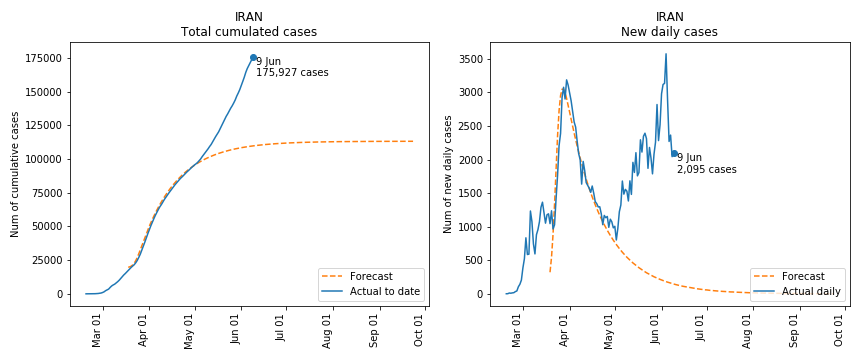 IRAN
Total cumulated cases
Num of cumulative cases
175000
150000
125000
100000
75000
50000
25000
0
9 Jun
175,927 cases
Forecast
Actual to date
Mar 01
Apr 01
May 01
Jun 01
Jul 01
Aug 01
Sep 01
Oct 01
IRAN
New daily cases
Num of new daily cases
3500
3000
2500
2000
1500
1000
500
0
9 Jun
2,095 cases
Forecast
Actual daily
Mar 01
Apr 01
May 01
Jun 01
Jul 01
Aug 01
Sep 01
Oct 01